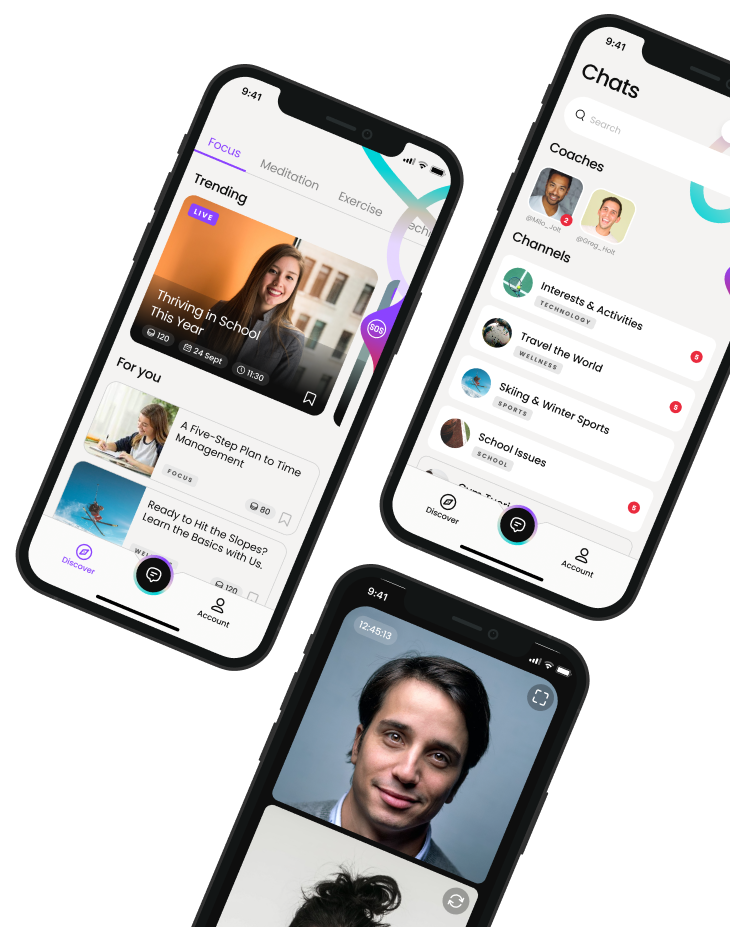 9:41
Focus
Meditation
Exercise
Trending
LIVE
Thriving in School
This Year
120
24 Sept
11:30
SOS
For you
A Five-Step Plan to Time
Management
FOCUS
80
Ready to Hit the Slopes?
Learn the Basics with Us.
120
Discover
Account
9:41
Chats
Search
Coaches
2
@Milo_Jolt
@Greg_Holt
Channels
Interests & Activities
TECHNOLOGY
5
Travel the World
WELLNESS
5
Skiing & Winter Sports
SPORTS
School Issues
SCHOOL
5
Discover
Account
9:41
12:45:13